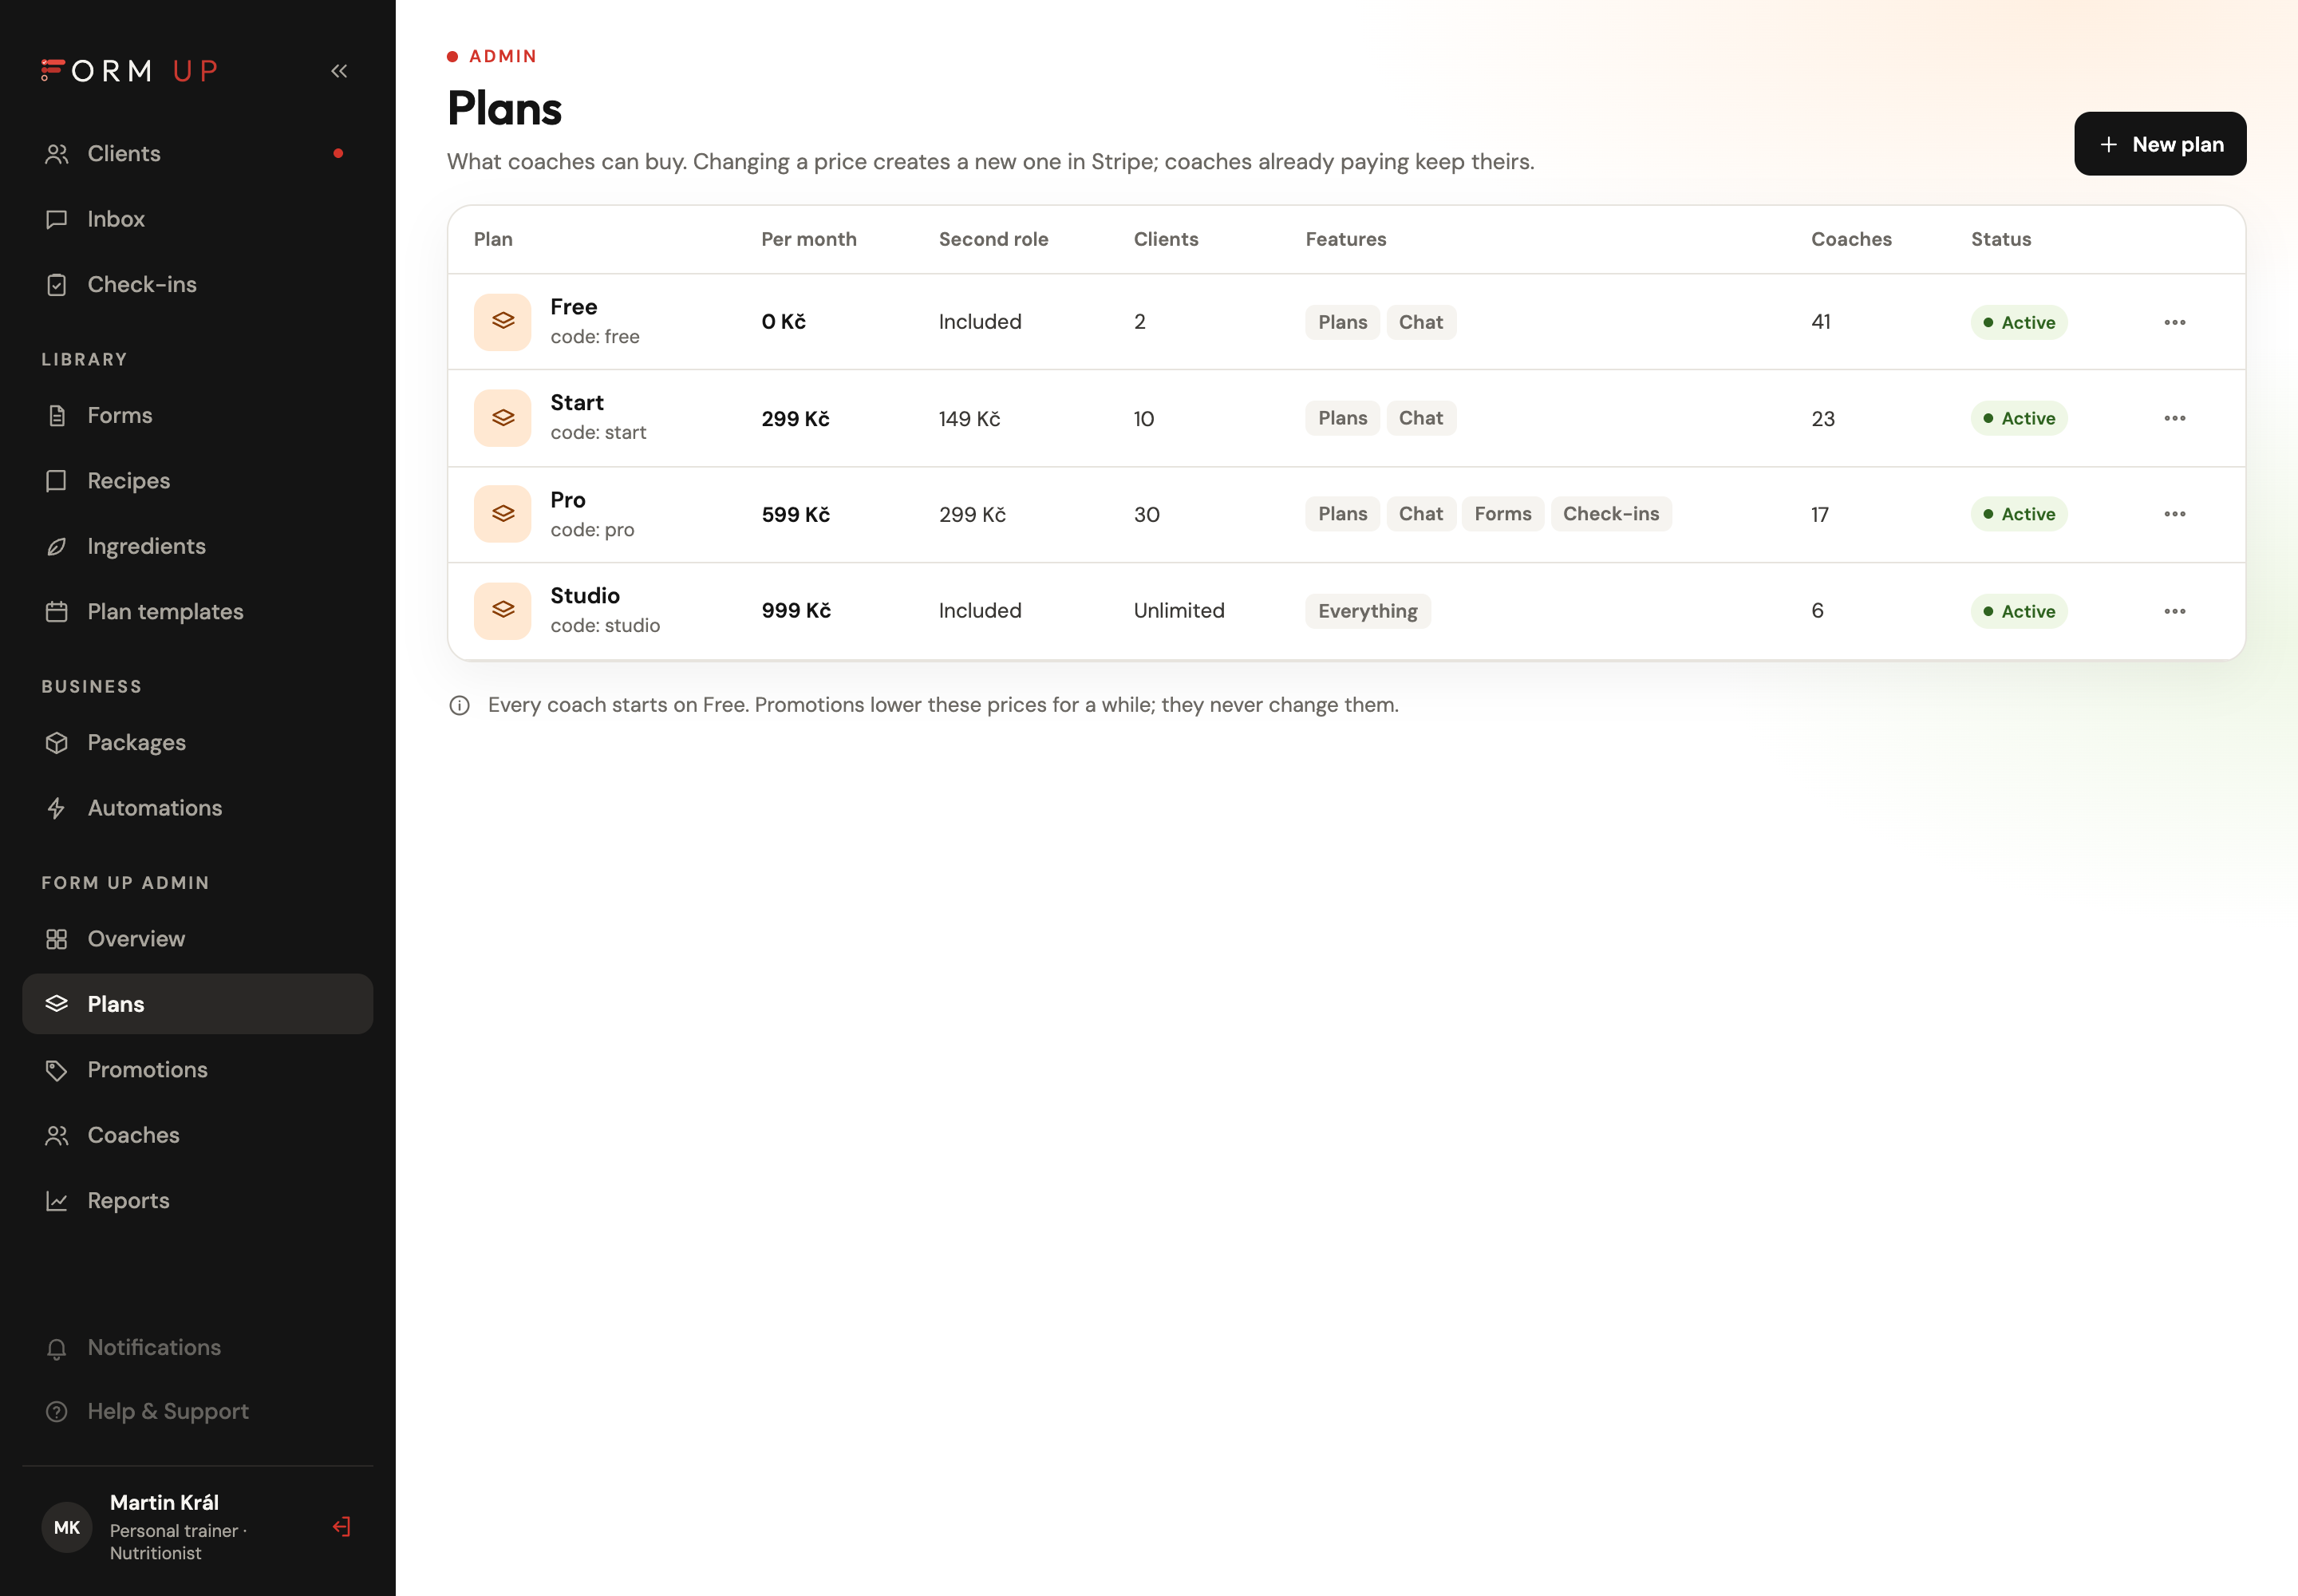 FORM UP
Clients
Inbox
Check-ins
LIBRARY
Forms
Recipes
Ingredients
Plan templates
BUSINESS
Packages
Automations
FORM UP ADMIN
Overview
Plans
Promotions
Coaches
Reports
Notifications
Help & Support
MK
Martin Král
Personal trainer ·
Nutritionist
ADMIN
Plans
What coaches can buy. Changing a price creates a new one in Stripe; coaches already paying keep theirs.
+ New plan
Plan Per month Second role Clients Features Coaches Status
Free
code: free
0 Kč Included 2 Plans Chat 41 Active
Start
code: start
299 Kč 149 Kč 10 Plans Chat 23 Active
Pro
code: pro
599 Kč 299 Kč 30 Plans Chat Forms Check-ins 17 Active
Studio
code: studio
999 Kč Included Unlimited Everything 6 Active
Every coach starts on Free. Promotions lower these prices for a while; they never change them.